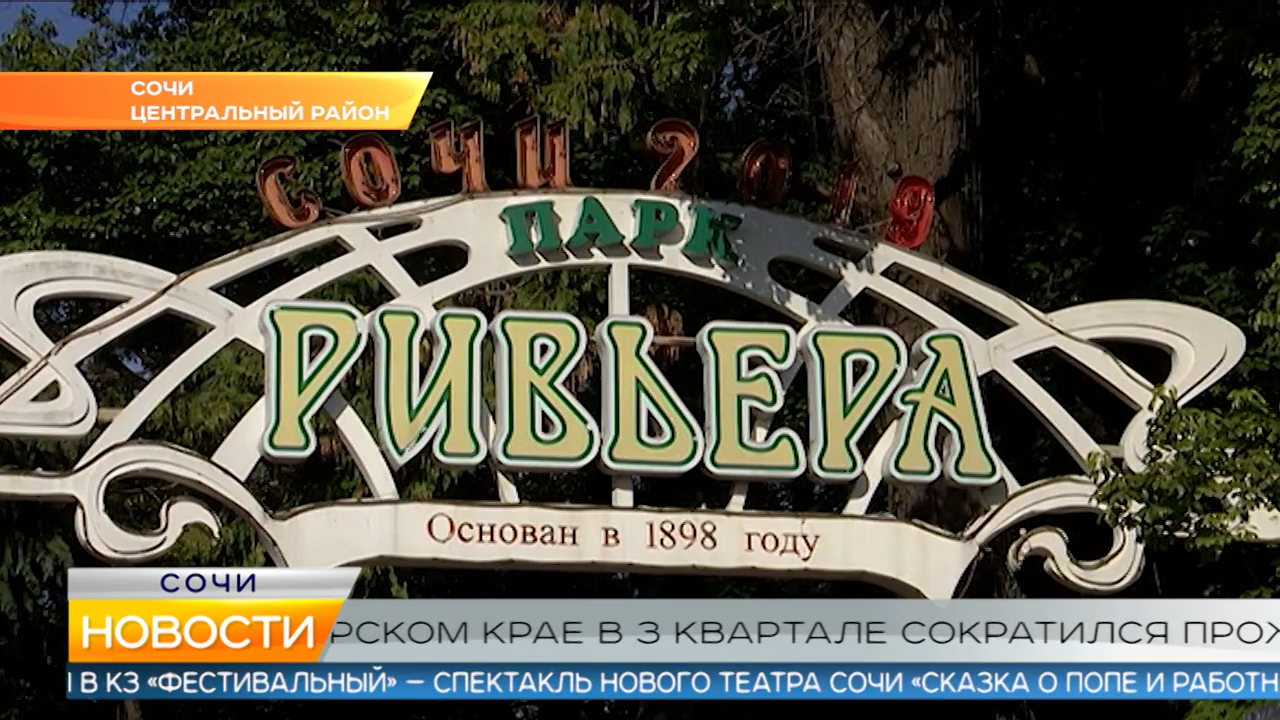 СОЧИ
ЦЕНТРАЛЬНЫЙ РАЙОН
СОЧИ 2019
ПАРК
РИВЬЕРА
Основан в 1898 году
СОЧИ
НОВОСТИ
РСКОМ КРАЕ В 3 КВАРТАЛЕ СОКРАТИЛСЯ ПРОЖ
В КЗ «ФЕСТИВАЛЬНЫЙ» – СПЕКТАКЛЬ НОВОГО ТЕАТРА СОЧИ «СКАЗКА О ПОПЕ И РАБОТН